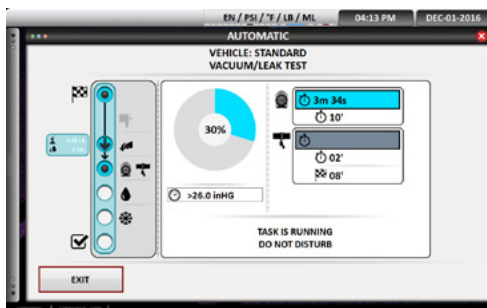 EN / PSI / °F / LB / ML
04:13 PM
DEC-01-2016
AUTOMATIC
VEHICLE: STANDARD
VACUUM/LEAK TEST
30%
>26.0 inHG
3m 34s
10'
02'
08'
TASK IS RUNNING
DO NOT DISTURB
EXIT